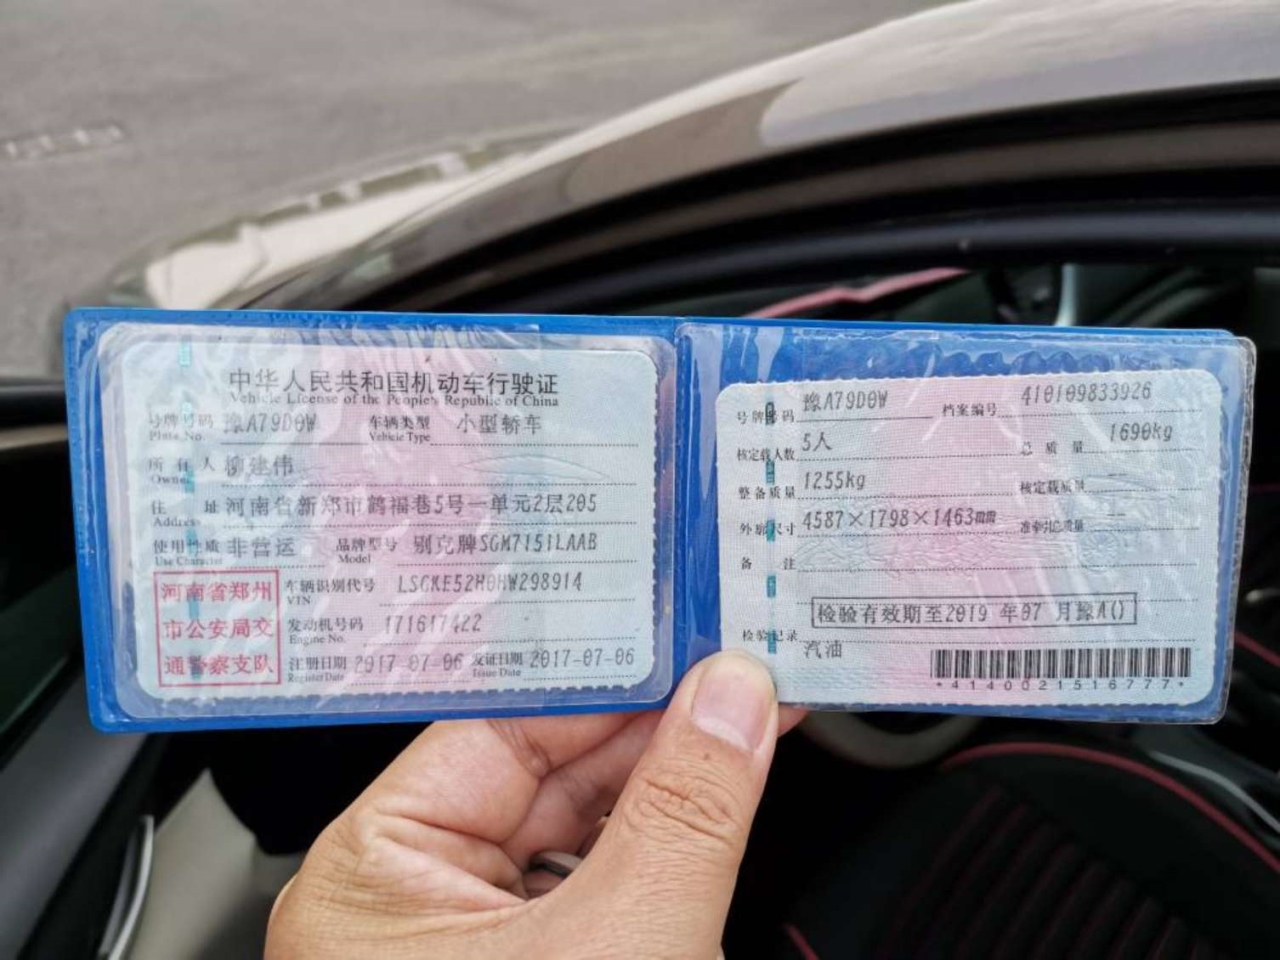 中华人民共和国机动车行驶证
Vehicle License of the People's Republic of China
号牌号码 豫A79D0W 车辆类型 小型轿车
Plate No. Vehicle Type
所有人 柳建伟
Owner
住址 河南省新郑市鹤福巷5号一单元2层205
Address
使用性质 非营运 品牌型号 别克牌SGM7151LAAB
Use Character Model
河南省郑州
市公安局交
通警察支队
车辆识别代号 LSGKE52H0HW298914
VIN
发动机号码 171617422
Engine No.
注册日期 2017-07-06 发证日期 2017-07-06
Register Date Issue Date
号牌号码 豫A79D0W 档案编号 410109833926
核定载人数 5人 总质量 1690kg
整备质量 1255kg 核定载质量 --
外廓尺寸 4587×1798×1463mm 准牵引总质量 --
备注
检验有效期至2019 年07 月豫A()
检验记录
汽油
*4140021516777*